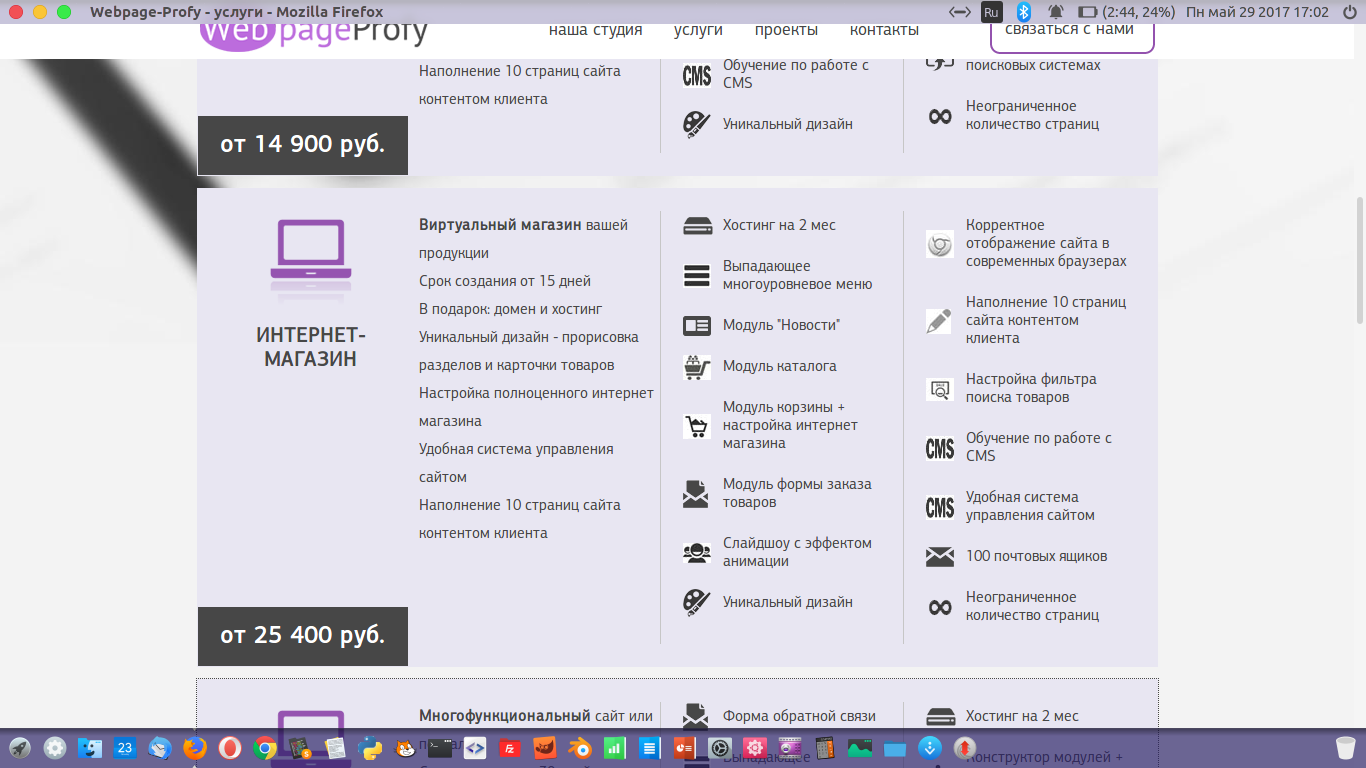 Webpage-Profy - услуги - Mozilla Firefox
Ru
(2:44, 24%)
Пн май 29 2017 17:02
WebpageProfy
наша студия
услуги
проекты
контакты
связаться с нами
Наполнение 10 страниц сайта
контентом клиента
от 14 900 руб.
CMS
Обучение по работе с
CMS
Уникальный дизайн
поисковых системах
Неограниченное
количество страниц
ИНТЕРНЕТ-
МАГАЗИН
от 25 400 руб.
Виртуальный магазин вашей
продукции
Срок создания от 15 дней
В подарок: домен и хостинг
Уникальный дизайн - прорисовка
разделов и карточки товаров
Настройка полноценного интернет
магазина
Удобная система управления
сайтом
Наполнение 10 страниц сайта
контентом клиента
Хостинг на 2 мес
Выпадающее
многоуровневое меню
Модуль "Новости"
Модуль каталога
Модуль корзины +
настройка интернет
магазина
Модуль формы заказа
товаров
Слайдшоу с эффектом
анимации
Уникальный дизайн
Корректное
отображение сайта в
современных браузерах
Наполнение 10 страниц
сайта контентом
клиента
Настройка фильтра
поиска товаров
CMS
Обучение по работе с
CMS
CMS
Удобная система
управления сайтом
100 почтовых ящиков
Неограниченное
количество страниц
Многофункциональный сайт или
Форма обратной связи
Выпадающее
Хостинг на 2 мес
Конструктор модулей +
23
fz